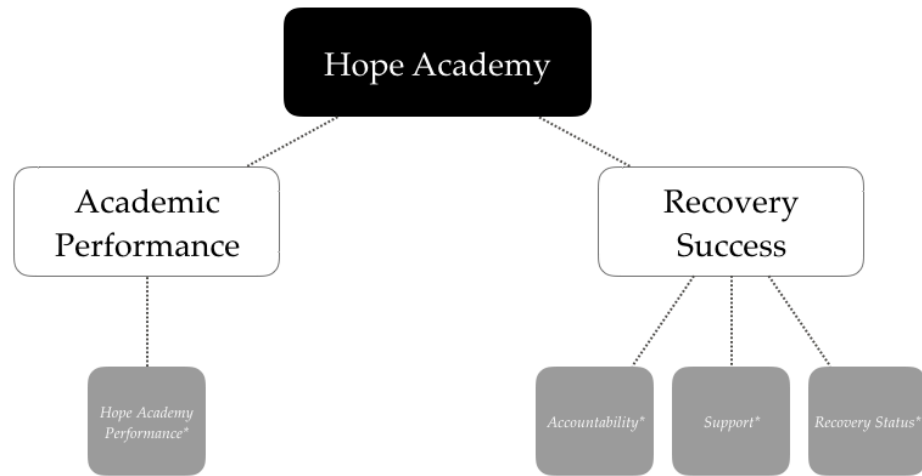 Hope Academy
Academic
Performance
Recovery
Success
Hope Academy
Performance*
Accountability*
Support*
Recovery Status*